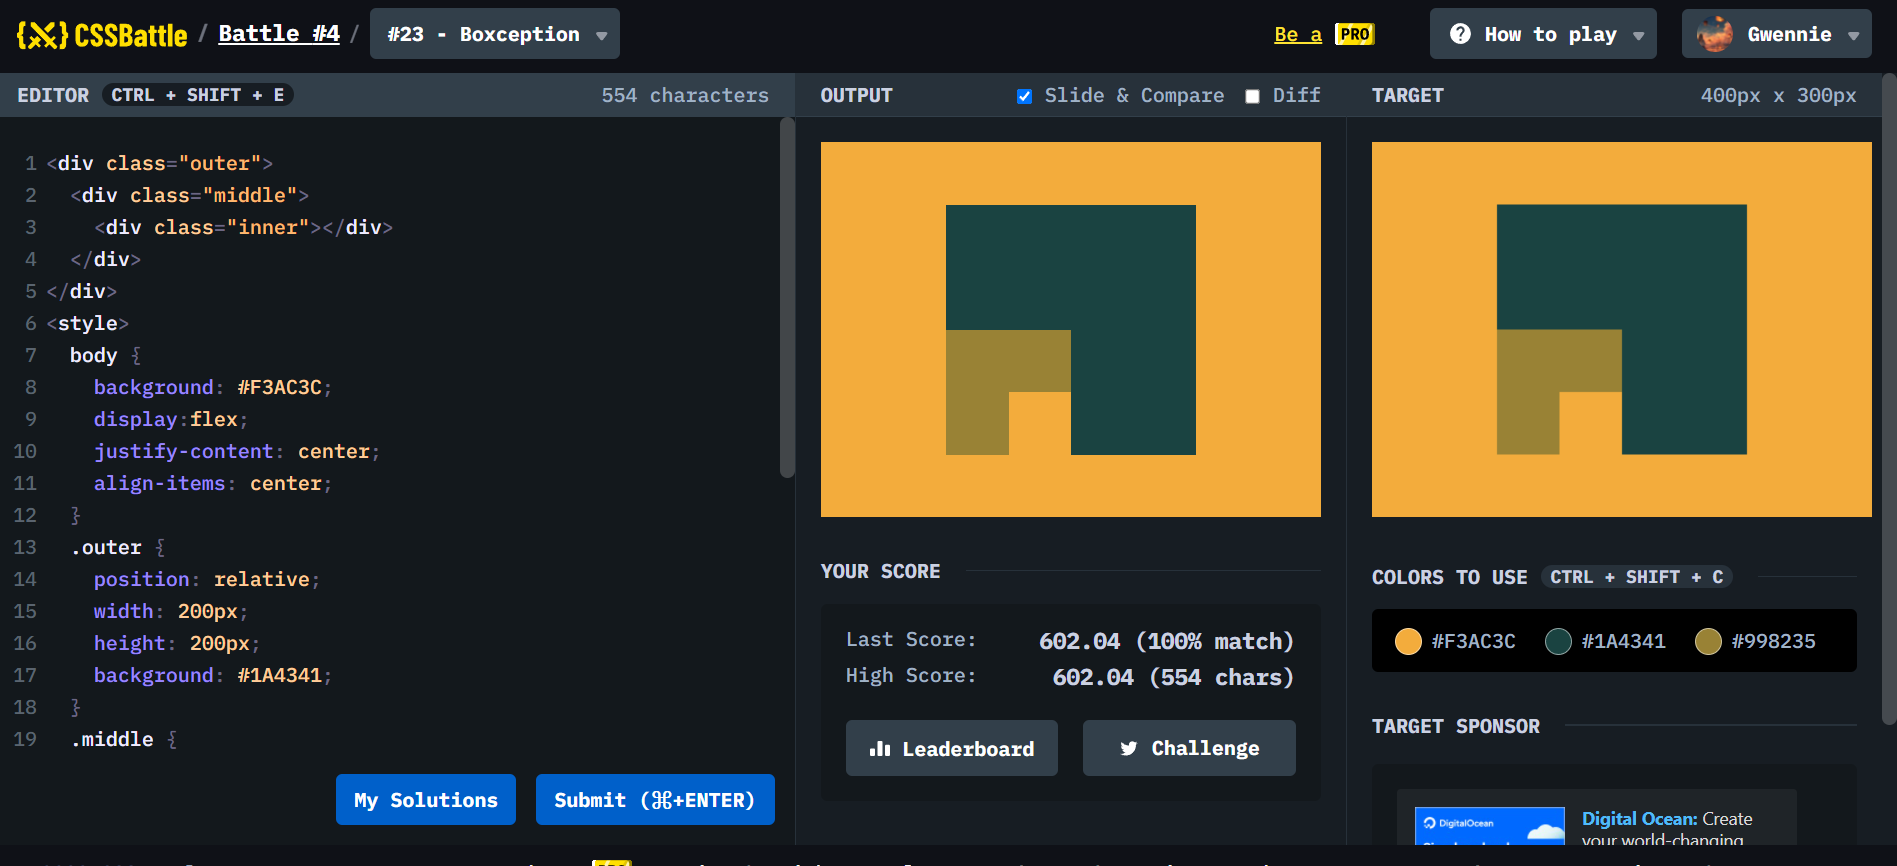 CSSBattle / Battle #4 / #23 - Boxception
Be a PRO
How to play
Gwennie
EDITOR CTRL + SHIFT + E 554 characters
OUTPUT Slide & Compare Diff
TARGET 400px x 300px
1 <div class="outer">
2 <div class="middle">
3 <div class="inner"></div>
4 </div>
5 </div>
6 <style>
7 body {
8 background: #F3AC3C;
9 display:flex;
10 justify-content: center;
11 align-items: center;
12 }
13 .outer {
14 position: relative;
15 width: 200px;
16 height: 200px;
17 background: #1A4341;
18 }
19 .middle {
My Solutions
Submit (⌘+ENTER)
YOUR SCORE
Last Score: 602.04 (100% match)
High Score: 602.04 (554 chars)
Leaderboard
Challenge
COLORS TO USE CTRL + SHIFT + C
#F3AC3C #1A4341 #998235
TARGET SPONSOR
DigitalOcean
Digital Ocean: Create
your world-changing